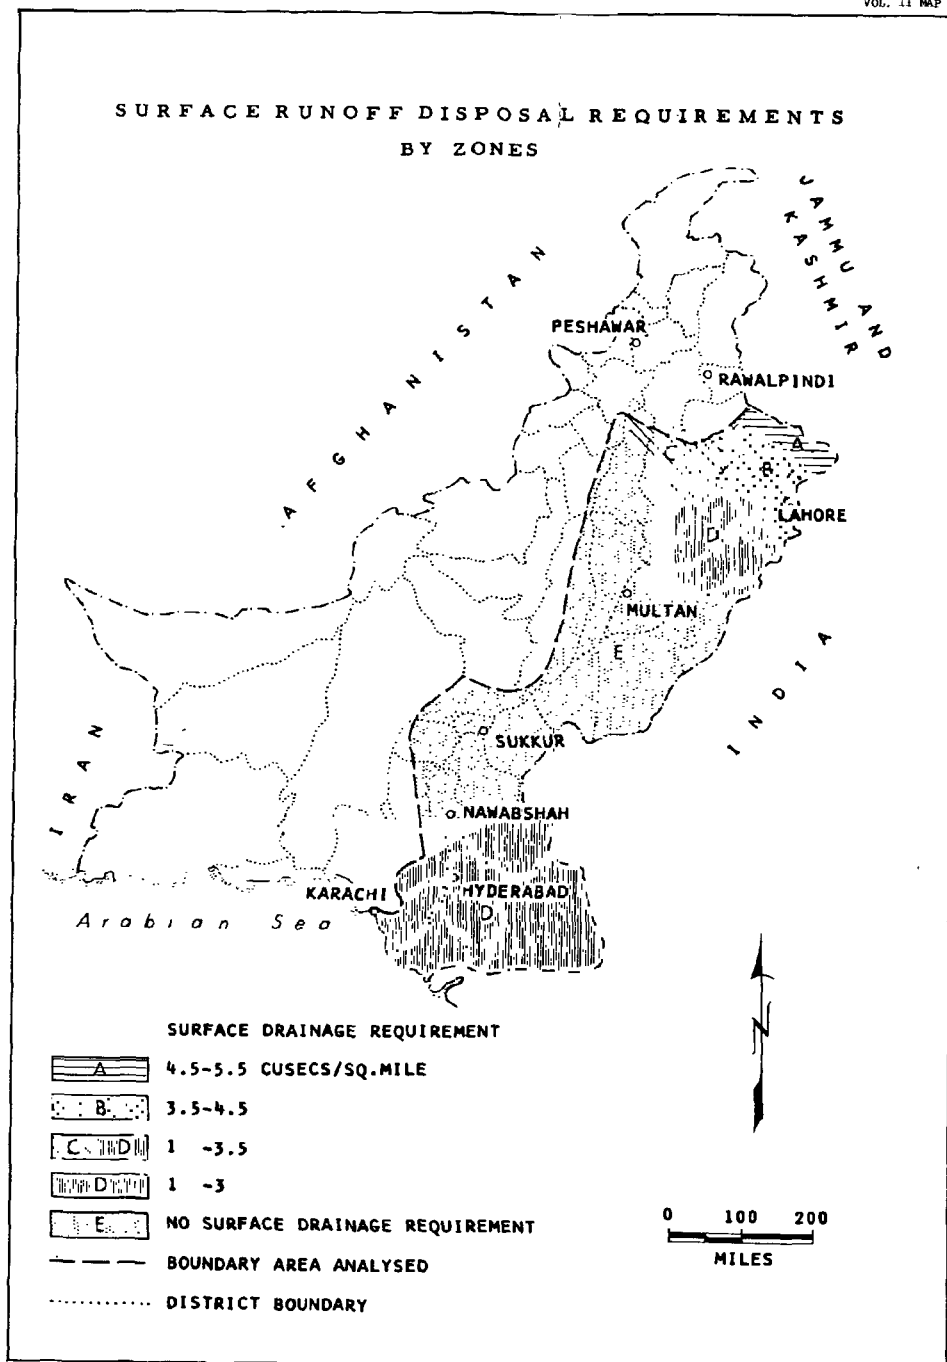 VOL. II MAP
SURFACE RUNOFF DISPOSAL REQUIREMENTS
BY ZONES
JAMMU AND
KASHMIR
AFGHANISTAN
PESHAWAR
RAWALPINDI
A
B
LAHORE
D
MULTAN
E
INDIA
IRAN
SUKKUR
NAWABSHAH
KARACHI
HYDERABAD
D
Arabian Sea
N
SURFACE DRAINAGE REQUIREMENT
A 4.5-5.5 CUSECS/SQ.MILE
B 3.5-4.5
C D 1 -3.5
D 1 -3
E NO SURFACE DRAINAGE REQUIREMENT
BOUNDARY AREA ANALYSED
DISTRICT BOUNDARY
0 100 200
MILES